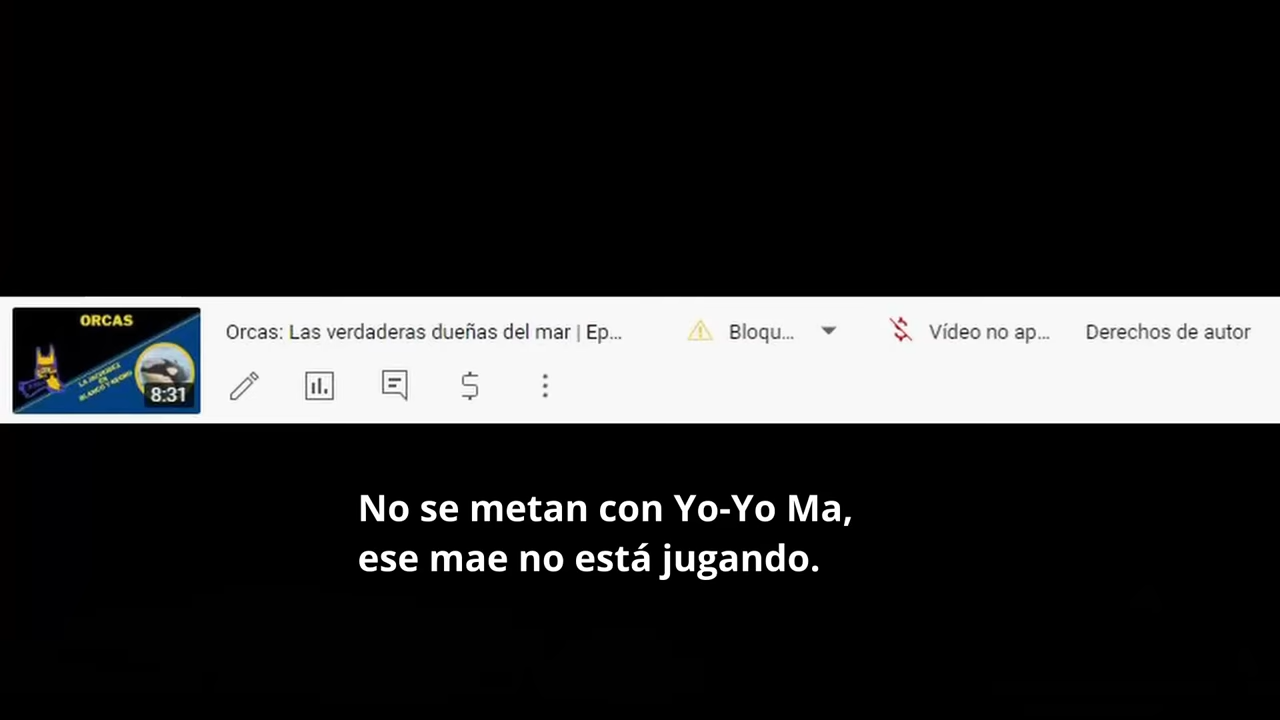 ORCAS
8:31
Orcas: Las verdaderas dueñas del mar | Ep...
Bloqu...
Vídeo no ap...
Derechos de autor
No se metan con Yo-Yo Ma,
ese mae no está jugando.